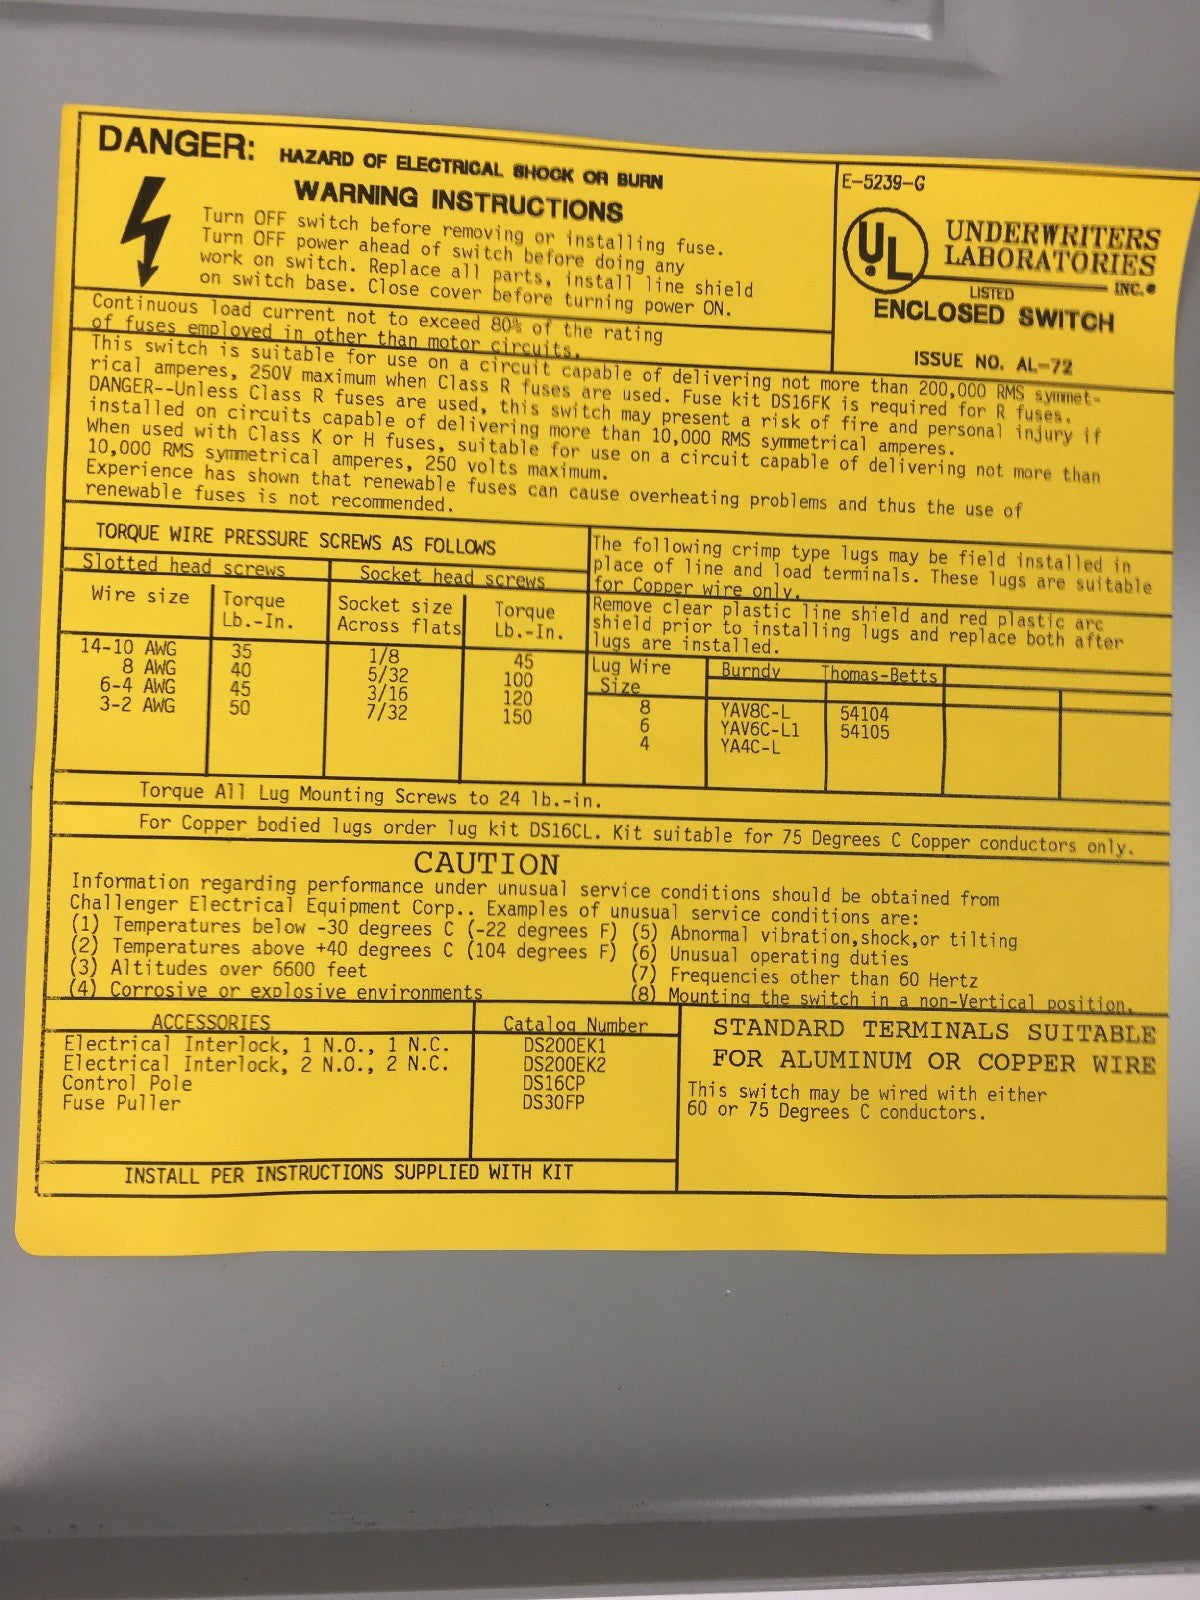 DANGER: HAZARD OF ELECTRICAL SHOCK OR BURN
WARNING INSTRUCTIONS
Turn OFF switch before removing or installing fuse.
Turn OFF power ahead of switch before doing any
work on switch. Replace all parts, install line shield
on switch base. Close cover before turning power ON.
E-5239-G
UL
UNDERWRITERS
LABORATORIES
INC.®
LISTED
ENCLOSED SWITCH
ISSUE NO. AL-72
Continuous load current not to exceed 80% of the rating
of fuses employed in other than motor circuits.
This switch is suitable for use on a circuit capable of delivering not more than 200,000 RMS symmet-
rical amperes, 250V maximum when Class R fuses are used. Fuse kit DS16FK is required for R fuses.
DANGER--Unless Class R fuses are used, this switch may present a risk of fire and personal injury if
installed on circuits capable of delivering more than 10,000 RMS symmetrical amperes.
When used with Class K or H fuses, suitable for use on a circuit capable of delivering not more than
10,000 RMS symmetrical amperes, 250 volts maximum.
Experience has shown that renewable fuses can cause overheating problems and thus the use of
renewable fuses is not recommended.
TORQUE WIRE PRESSURE SCREWS AS FOLLOWS
Slotted head screws Socket head screws
Wire size Torque Lb.-In. Socket size Across flats Torque Lb.-In.
14-10 AWG 35 1/8 45
8 AWG 40 5/32 100
6-4 AWG 45 3/16 120
3-2 AWG 50 7/32 150
The following crimp type lugs may be field installed in
place of line and load terminals. These lugs are suitable
for Copper wire only.
Remove clear plastic line shield and red plastic arc
shield prior to installing lugs and replace both after
lugs are installed.
Lug Wire Size Burndy Thomas-Betts
8 YAV8C-L 54104
6 YAV6C-L1 54105
4 YA4C-L
Torque All Lug Mounting Screws to 24 lb.-in.
For Copper bodied lugs order lug kit DS16CL. Kit suitable for 75 Degrees C Copper conductors only.
CAUTION
Information regarding performance under unusual service conditions should be obtained from
Challenger Electrical Equipment Corp.. Examples of unusual service conditions are:
(1) Temperatures below -30 degrees C (-22 degrees F) (5) Abnormal vibration,shock,or tilting
(2) Temperatures above +40 degrees C (104 degrees F) (6) Unusual operating duties
(3) Altitudes over 6600 feet (7) Frequencies other than 60 Hertz
(4) Corrosive or explosive environments (8) Mounting the switch in a non-Vertical position.
ACCESSORIES Catalog Number
Electrical Interlock, 1 N.O., 1 N.C. DS200EK1
Electrical Interlock, 2 N.O., 2 N.C. DS200EK2
Control Pole DS16CP
Fuse Puller DS30FP
INSTALL PER INSTRUCTIONS SUPPLIED WITH KIT
STANDARD TERMINALS SUITABLE
FOR ALUMINUM OR COPPER WIRE
This switch may be wired with either
60 or 75 Degrees C conductors.